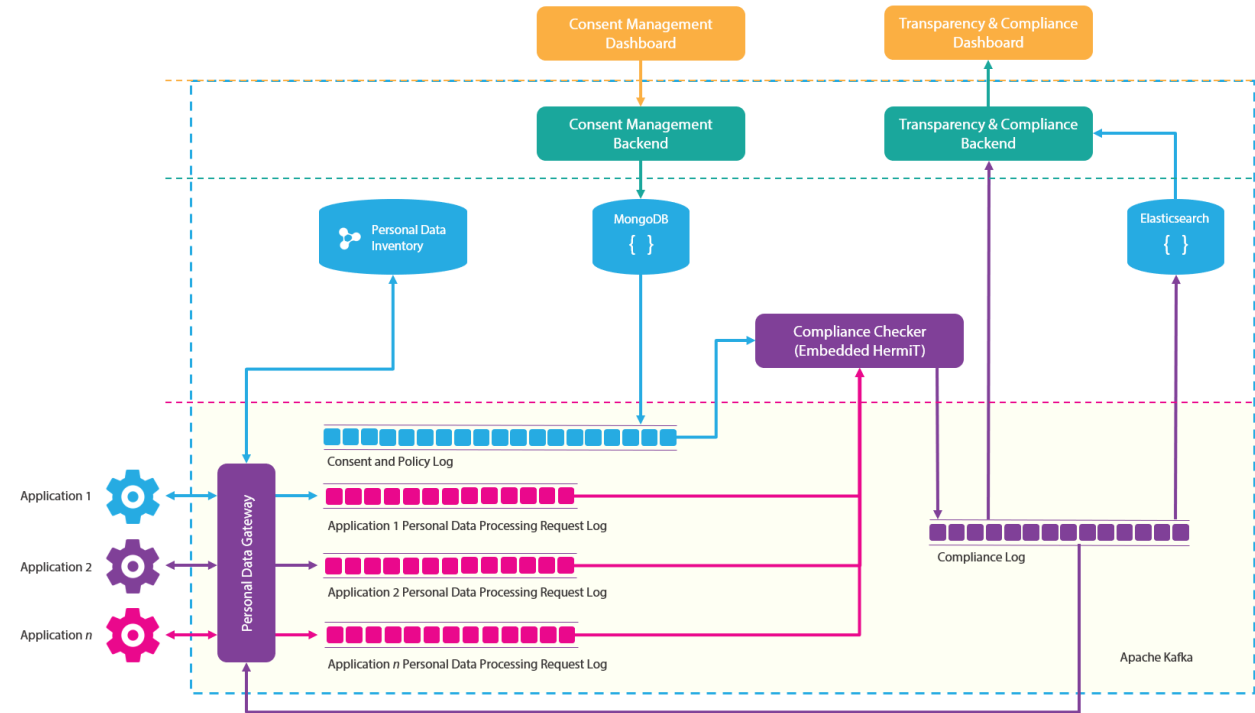 Consent Management
Dashboard
Transparency & Compliance
Dashboard
Consent Management
Backend
Transparency & Compliance
Backend
Personal Data
Inventory
MongoDB
{ }
Elasticsearch
{ }
Compliance Checker
(Embedded HermiT)
Consent and Policy Log
Personal Data Gateway
Application 1
Application 1 Personal Data Processing Request Log
Compliance Log
Application 2
Application 2 Personal Data Processing Request Log
Application n
Application n Personal Data Processing Request Log
Apache Kafka